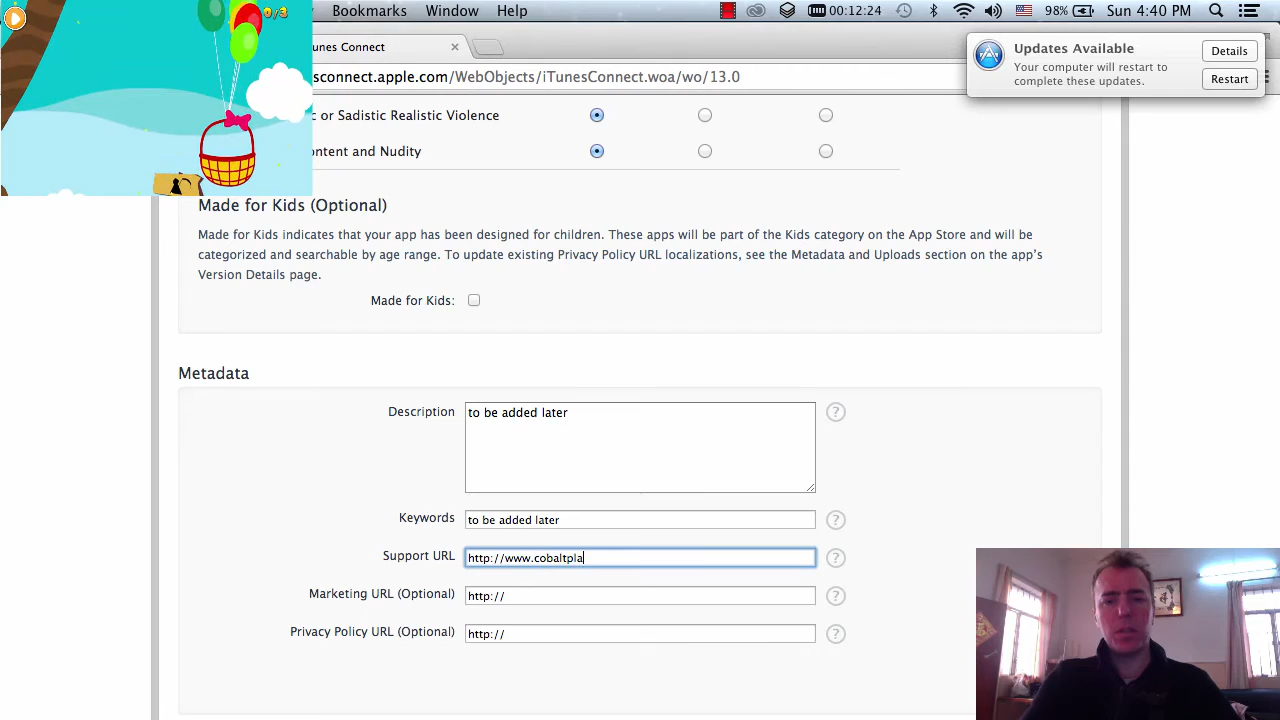 0/3
Bookmarks Window Help
00:12:24
98%
Sun 4:40 PM
Tunes Connect
sconnect.apple.com/WebObjects/iTunesConnect.woa/wo/13.0
Updates Available
Your computer will restart to
complete these updates.
Details
Restart
c or Sadistic Realistic Violence
ontent and Nudity
Made for Kids (Optional)
Made for Kids indicates that your app has been designed for children. These apps will be part of the Kids category on the App Store and will be
categorized and searchable by age range. To update existing Privacy Policy URL localizations, see the Metadata and Uploads section on the app's
Version Details page.
Made for Kids:
Metadata
Description to be added later ?
Keywords to be added later ?
Support URL http://www.cobaltpla ?
Marketing URL (Optional) http:// ?
Privacy Policy URL (Optional) http:// ?